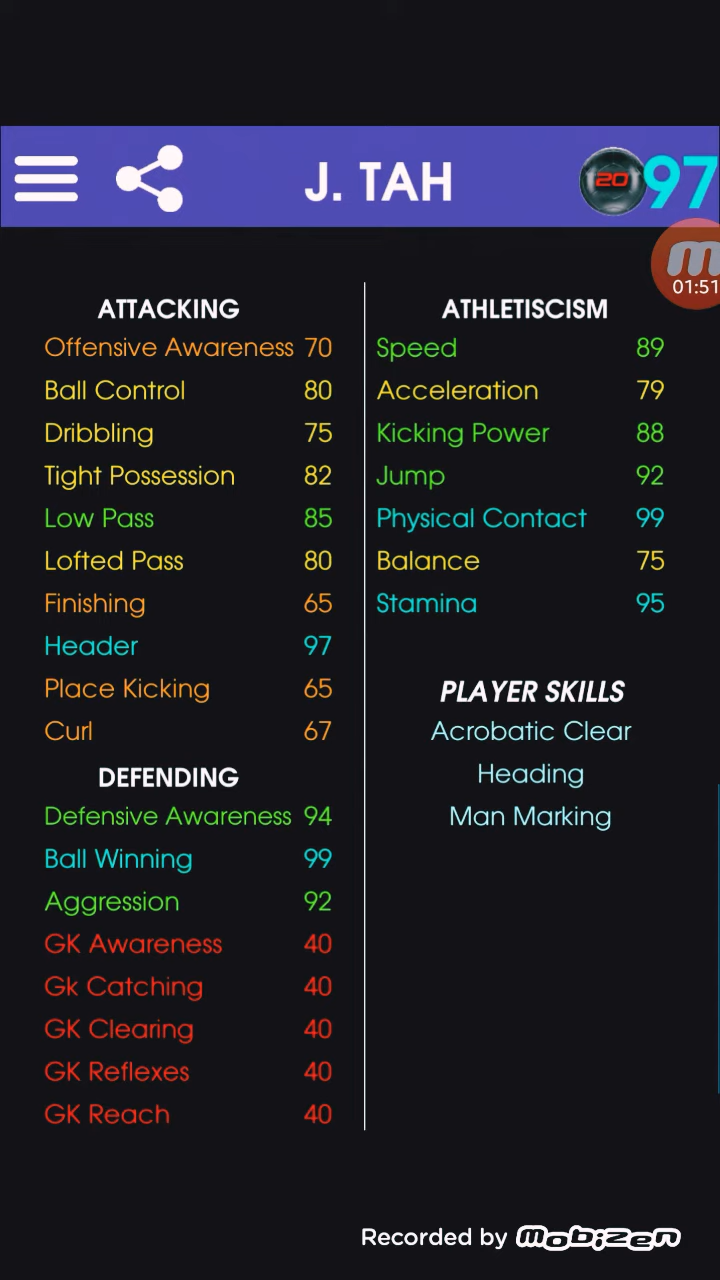 J. TAH
20
97
01:51
ATTACKING
Offensive Awareness 70
Ball Control 80
Dribbling 75
Tight Possession 82
Low Pass 85
Lofted Pass 80
Finishing 65
Header 97
Place Kicking 65
Curl 67
DEFENDING
Defensive Awareness 94
Ball Winning 99
Aggression 92
GK Awareness 40
Gk Catching 40
GK Clearing 40
GK Reflexes 40
GK Reach 40
ATHLETISCISM
Speed 89
Acceleration 79
Kicking Power 88
Jump 92
Physical Contact 99
Balance 75
Stamina 95
PLAYER SKILLS
Acrobatic Clear
Heading
Man Marking
Recorded by Mobizen